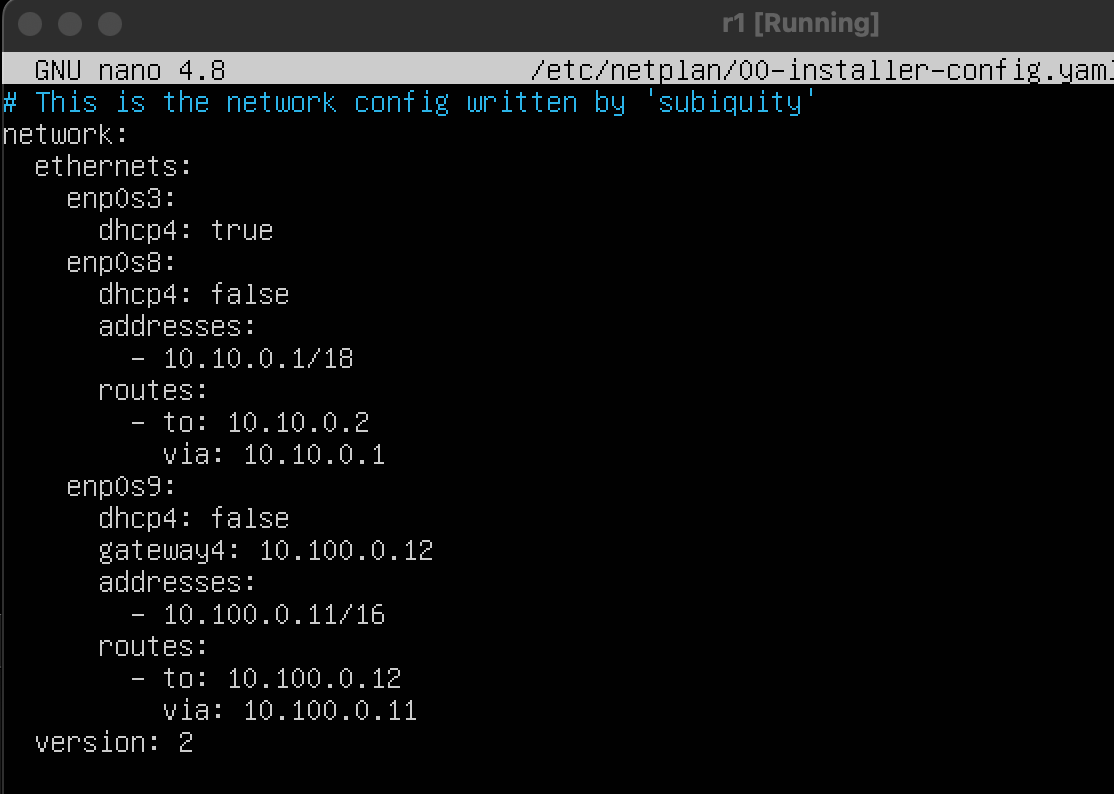 r1 [Running]
GNU nano 4.8 /etc/netplan/00-installer-config.yaml
# This is the network config written by 'subiquity'
network:
  ethernets:
    enp0s3:
      dhcp4: true
    enp0s8:
      dhcp4: false
      addresses:
        - 10.10.0.1/18
      routes:
        - to: 10.10.0.2
          via: 10.10.0.1
    enp0s9:
      dhcp4: false
      gateway4: 10.100.0.12
      addresses:
        - 10.100.0.11/16
      routes:
        - to: 10.100.0.12
          via: 10.100.0.11
  version: 2